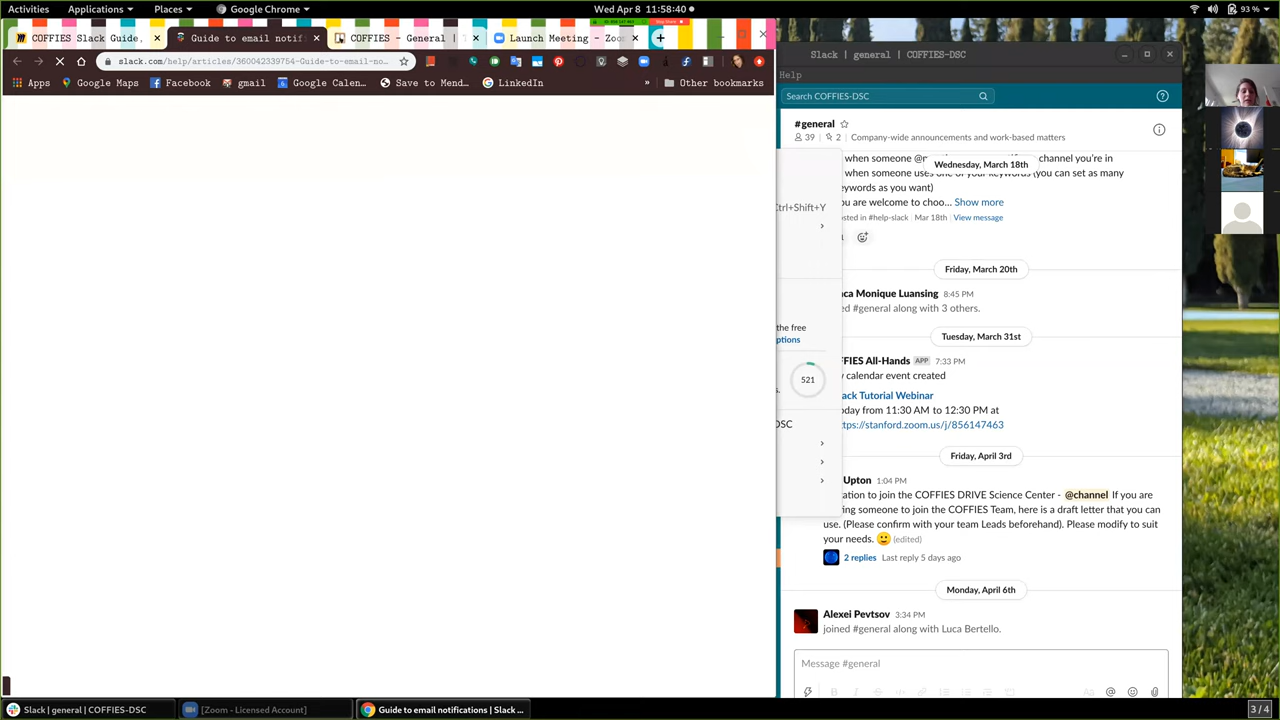 Activities Applications Places Google Chrome Wed Apr 8 11:58:40 93 %
COFFIES Slack Guide, × Guide to email notif × COFFIES - General | T × Launch Meeting - Zoo × +
slack.com/help/articles/360042339754-Guide-to-email-no...
Apps Google Maps Facebook gmail Google Calen... Save to Mend... LinkedIn » Other bookmarks
Slack | general | COFFIES-DSC
Help
Search COFFIES-DSC
#general
39 2 Company-wide announcements and work-based matters
when someone @m channel you're in
Wednesday, March 18th
when someone uses one of your keywords (you can set as many
eywords as you want)
ou are welcome to choo... Show more
osted in #help-slack Mar 18th View message
Ctrl+Shift+Y
Friday, March 20th
ca Monique Luansing 8:45 PM
ed #general along with 3 others.
the free
ptions
Tuesday, March 31st
FFIES All-Hands APP 7:33 PM
calendar event created
521
ack Tutorial Webinar
oday from 11:30 AM to 12:30 PM at
ttps://stanford.zoom.us/j/856147463
DSC
Friday, April 3rd
Upton 1:04 PM
ation to join the COFFIES DRIVE Science Center - @channel If you are
ing someone to join the COFFIES Team, here is a draft letter that you can
use. (Please confirm with your team Leads beforehand). Please modify to suit
your needs. (edited)
2 replies Last reply 5 days ago
Monday, April 6th
Alexei Pevtsov 3:34 PM
joined #general along with Luca Bertello.
Message #general
Slack | general | COFFIES-DSC [Zoom - Licensed Account] Guide to email notifications | Slack ... 3 / 4